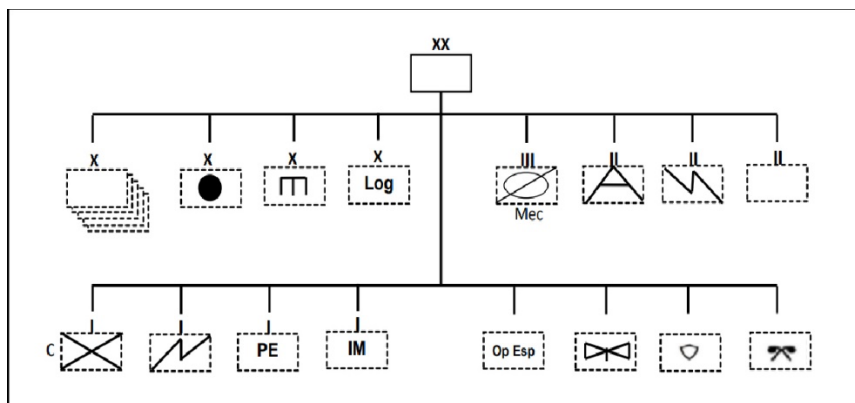 XX
X X X X III II II II
Log
Mec
I I I I
C PE IM Op Esp